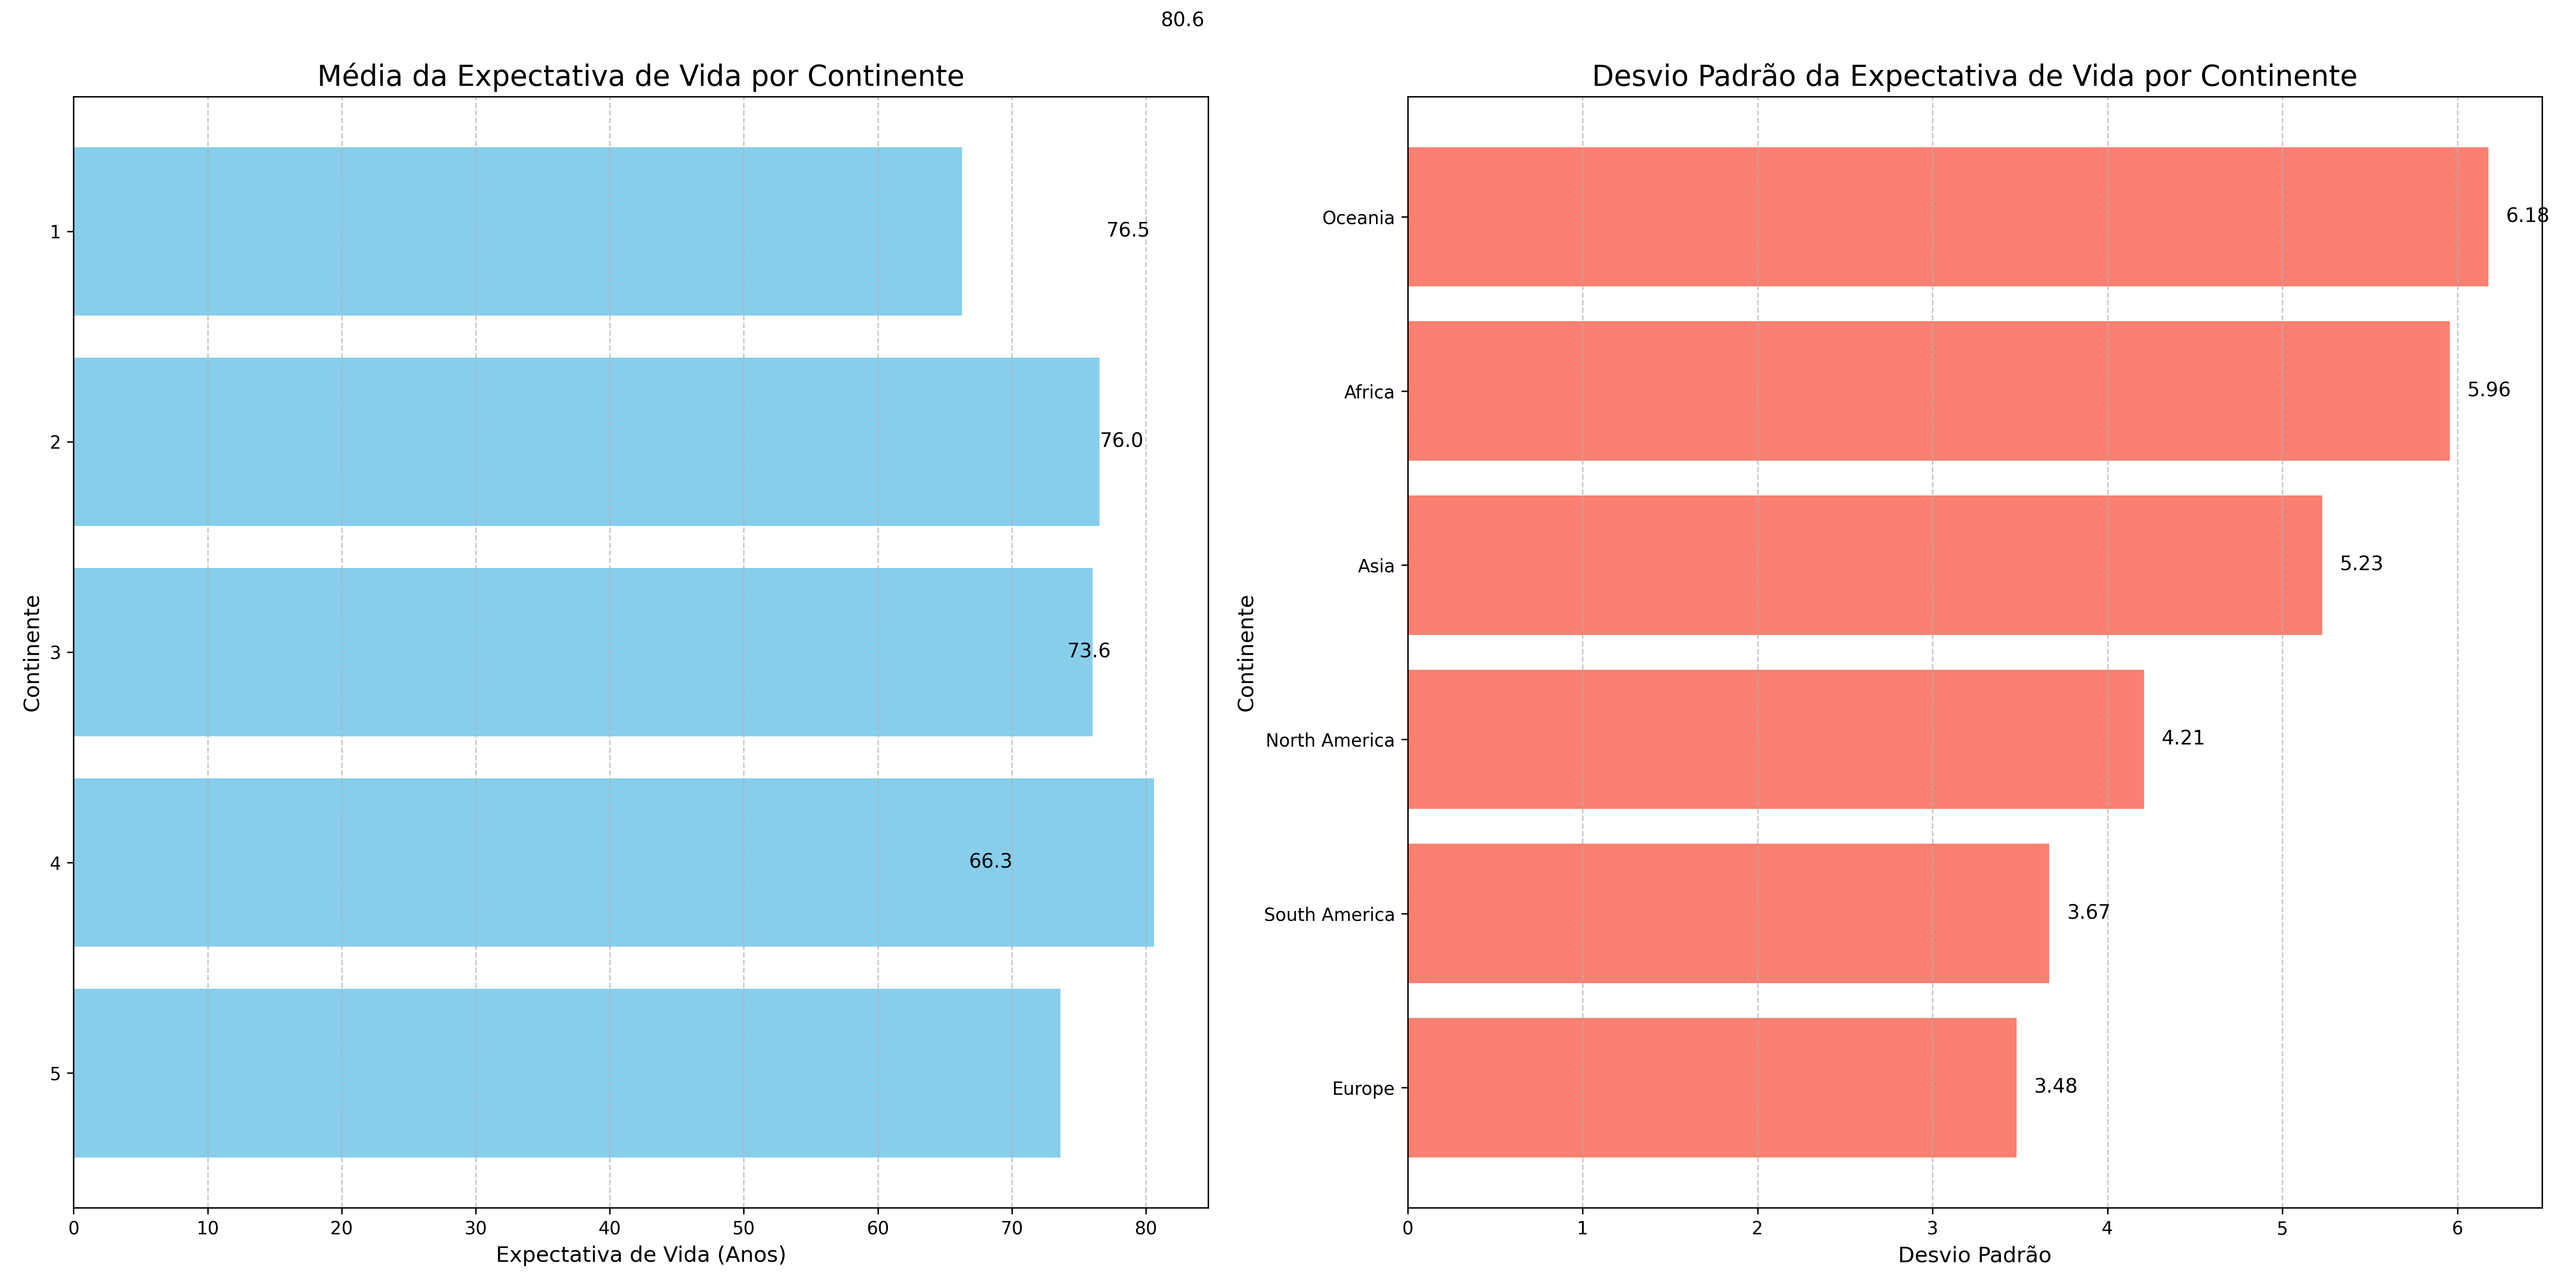 80.6
Média da Expectativa de Vida por Continente
Continente
1
76.5
2
76.0
3
73.6
4
66.3
5
0 10 20 30 40 50 60 70 80
Expectativa de Vida (Anos)
Desvio Padrão da Expectativa de Vida por Continente
Continente
Oceania 6.18
Africa 5.96
Asia 5.23
North America 4.21
South America 3.67
Europe 3.48
0 1 2 3 4 5 6
Desvio Padrão